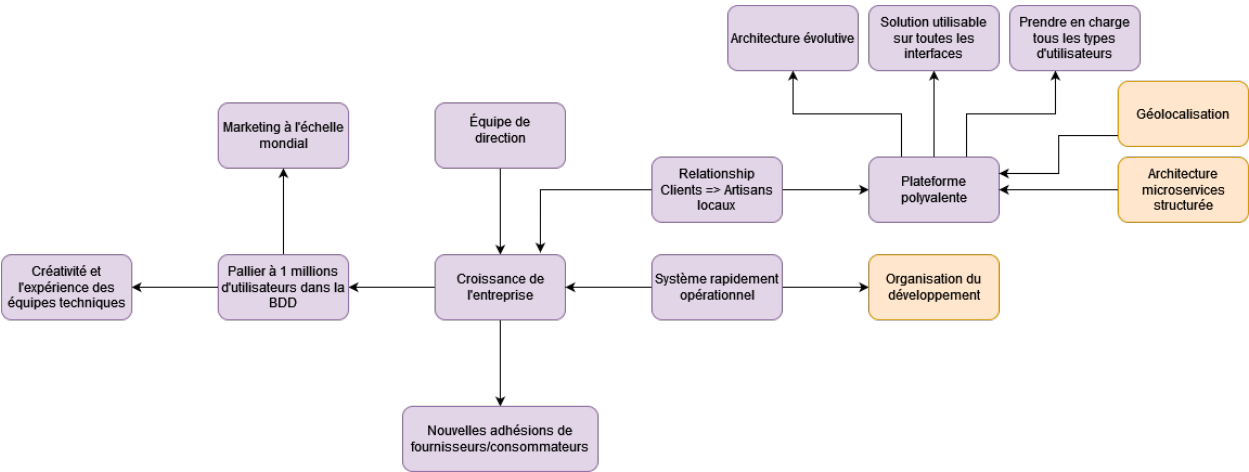 Architecture évolutive
Solution utilisable
sur toutes les
interfaces
Prendre en charge
tous les types
d'utilisateurs
Géolocalisation
Marketing à l'échelle
mondial
Équipe de
direction
Relationship
Clients => Artisans
locaux
Plateforme
polyvalente
Architecture
microservices
structurée
Créativité et
l'expérience des
équipes techniques
Pallier à 1 millions
d'utilisateurs dans la
BDD
Croissance de
l'entreprise
Système rapidement
opérationnel
Organisation du
développement
Nouvelles adhésions de
fournisseurs/consommateurs